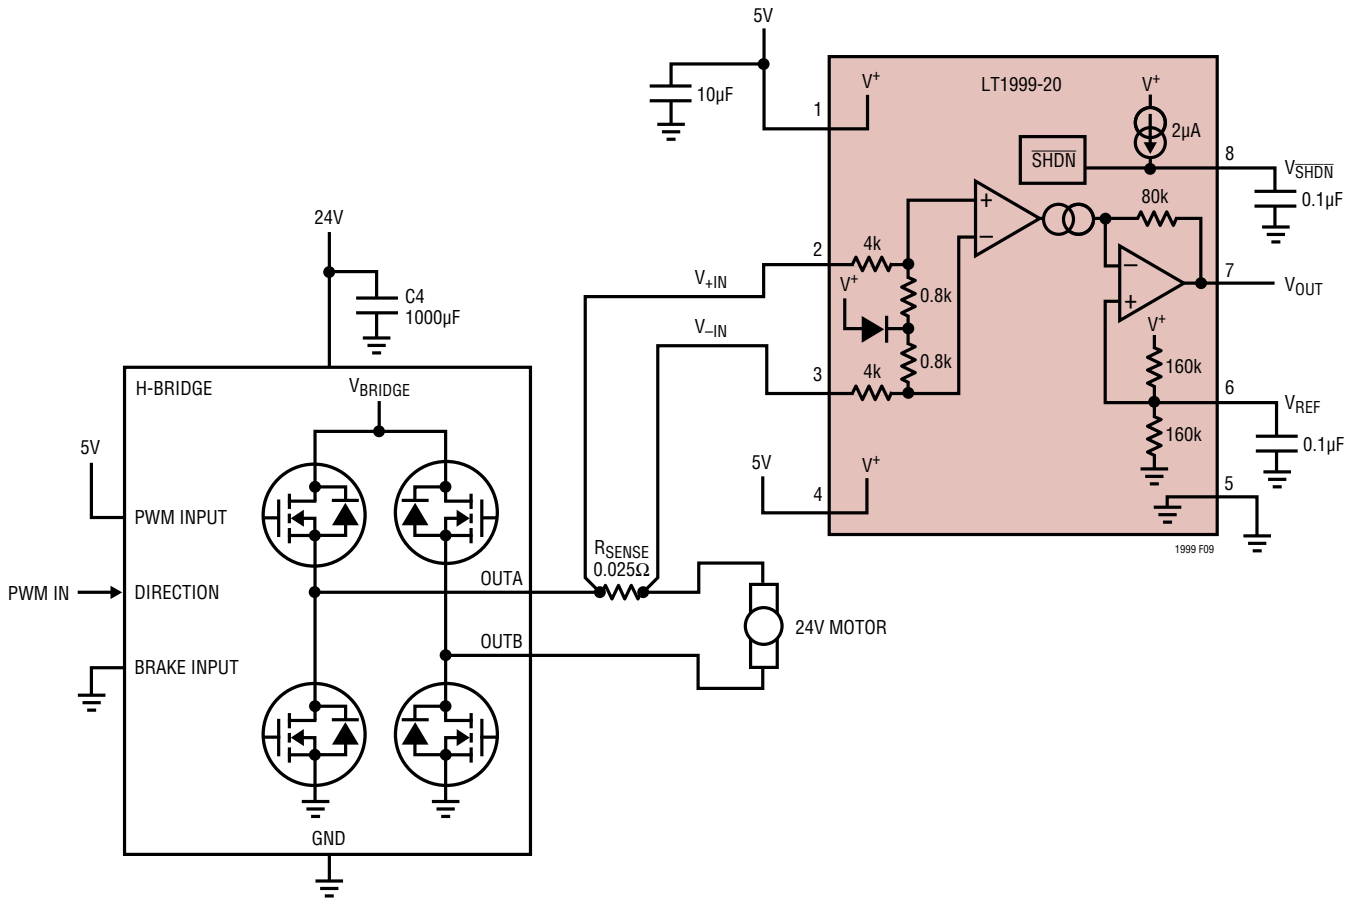 5V
10µF
1
V+
LT1999-20
V+
2µA
SHDN
8
VSHDN
0.1µF
80k
24V
C4
1000µF
V+IN
V–IN
2
4k
V+
0.8k
0.8k
3
4k
+
–
–
+
7
VOUT
V+
160k
160k
6
VREF
0.1µF
5V
4
V+
5
1999 F09
H-BRIDGE
VBRIDGE
5V
PWM INPUT
PWM IN
DIRECTION
BRAKE INPUT
OUTA
OUTB
GND
RSENSE
0.025Ω
24V MOTOR